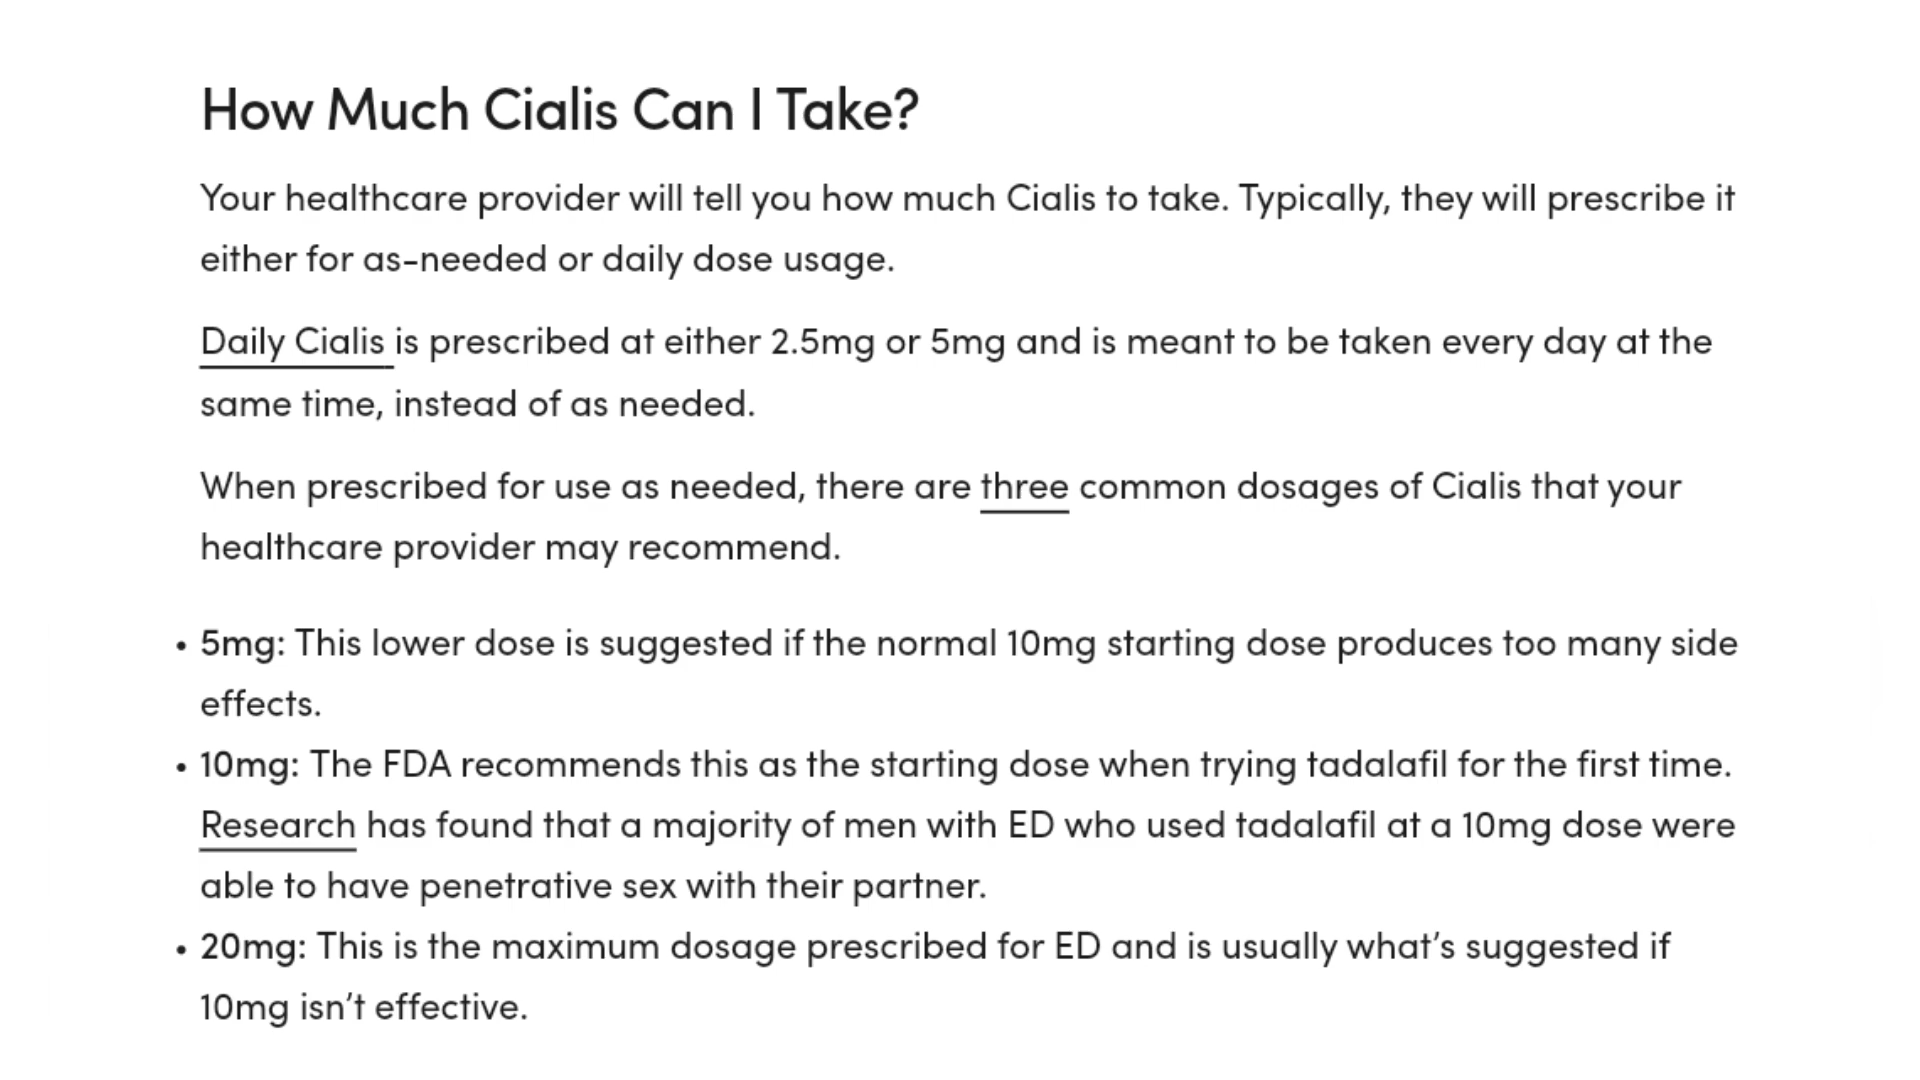 How Much Cialis Can I Take?
Your healthcare provider will tell you how much Cialis to take. Typically, they will prescribe it
either for as-needed or daily dose usage.
Daily Cialis is prescribed at either 2.5mg or 5mg and is meant to be taken every day at the
same time, instead of as needed.
When prescribed for use as needed, there are three common dosages of Cialis that your
healthcare provider may recommend.
• 5mg: This lower dose is suggested if the normal 10mg starting dose produces too many side
effects.
• 10mg: The FDA recommends this as the starting dose when trying tadalafil for the first time.
Research has found that a majority of men with ED who used tadalafil at a 10mg dose were
able to have penetrative sex with their partner.
• 20mg: This is the maximum dosage prescribed for ED and is usually what’s suggested if
10mg isn’t effective.